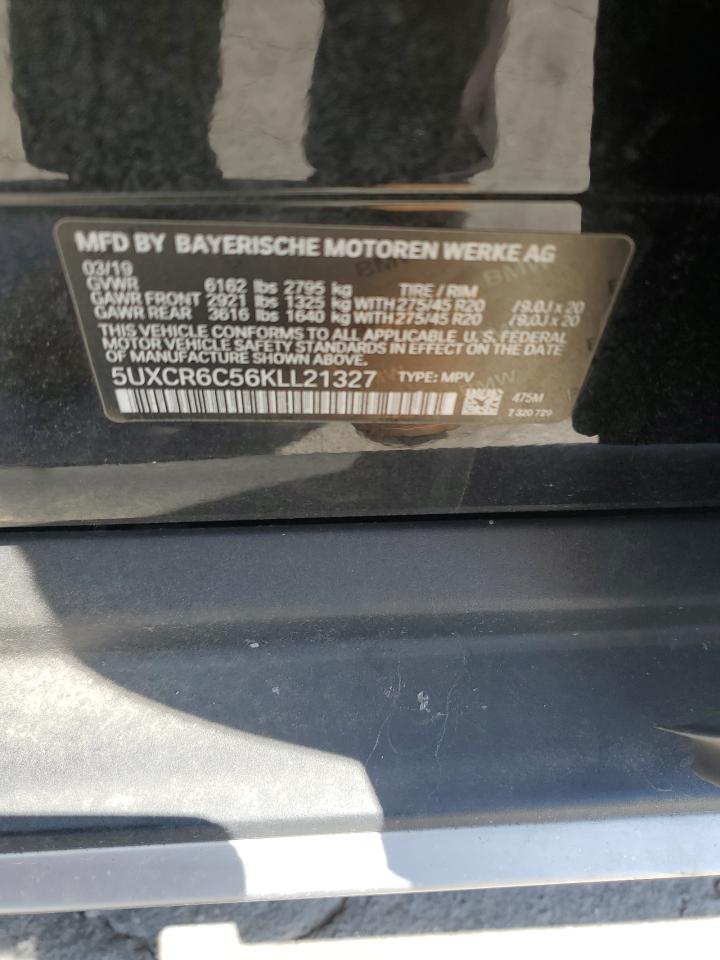 MFD BY BAYERISCHE MOTOREN WERKE AG
03/19
GVWR 6162 lbs 2795 kg TIRE / RIM
GAWR FRONT 2921 lbs 1325 kg WITH 275/45 R20 /9.0J x 20
GAWR REAR 3616 lbs 1640 kg WITH 275/45 R20 /9.0J x 20
THIS VEHICLE CONFORMS TO ALL APPLICABLE, U. S. FEDERAL
MOTOR VEHICLE SAFETY STANDARDS IN EFFECT ON THE DATE
OF MANUFACTURE SHOWN ABOVE.
5UXCR6C56KLL21327 TYPE: MPV
475M
7 320 729